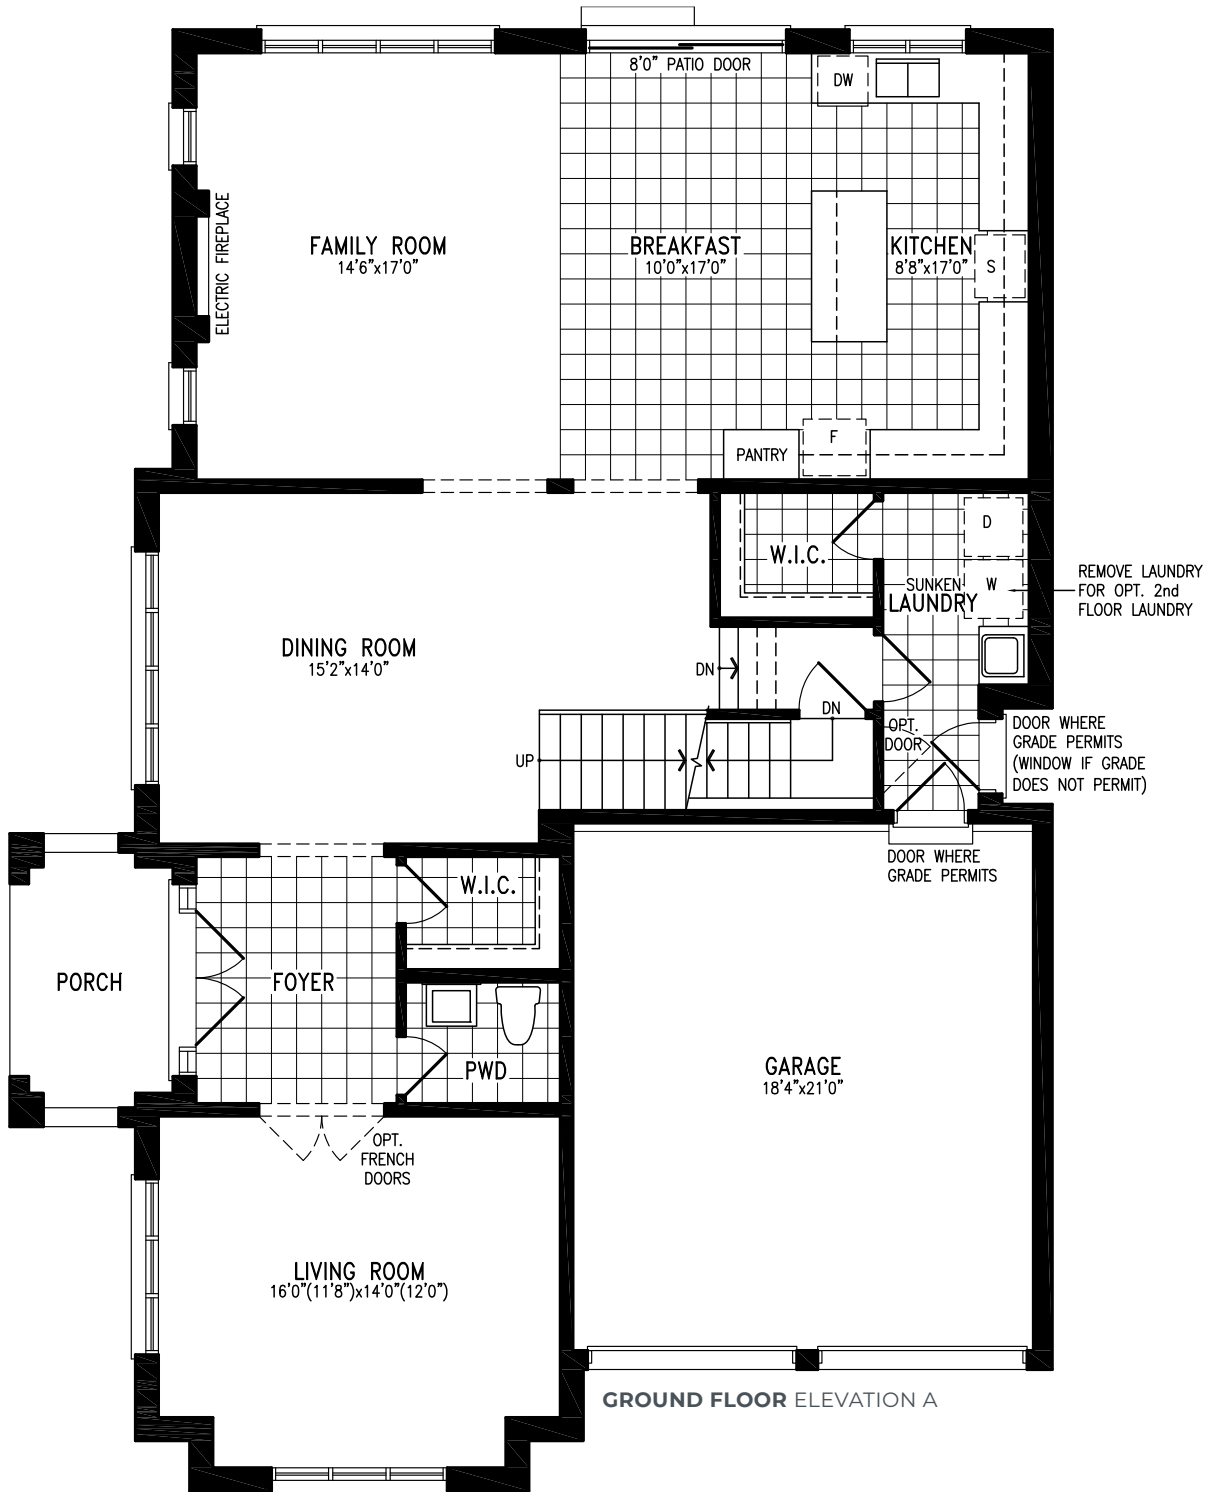 8'0" PATIO DOOR
DW
ELECTRIC FIREPLACE
FAMILY ROOM
14'6"x17'0"
BREAKFAST
10'0"x17'0"
KITCHEN
8'8"x17'0"
S
PANTRY
F
W.I.C.
D
SUNKEN
LAUNDRY
W
REMOVE LAUNDRY
FOR OPT. 2nd
FLOOR LAUNDRY
DINING ROOM
15'2"x14'0"
DN
DN
UP
OPT.
DOOR
DOOR WHERE
GRADE PERMITS
(WINDOW IF GRADE
DOES NOT PERMIT)
DOOR WHERE
GRADE PERMITS
W.I.C.
PORCH
FOYER
PWD
GARAGE
18'4"x21'0"
OPT.
FRENCH
DOORS
LIVING ROOM
16'0"(11'8")x14'0"(12'0")
GROUND FLOOR ELEVATION A